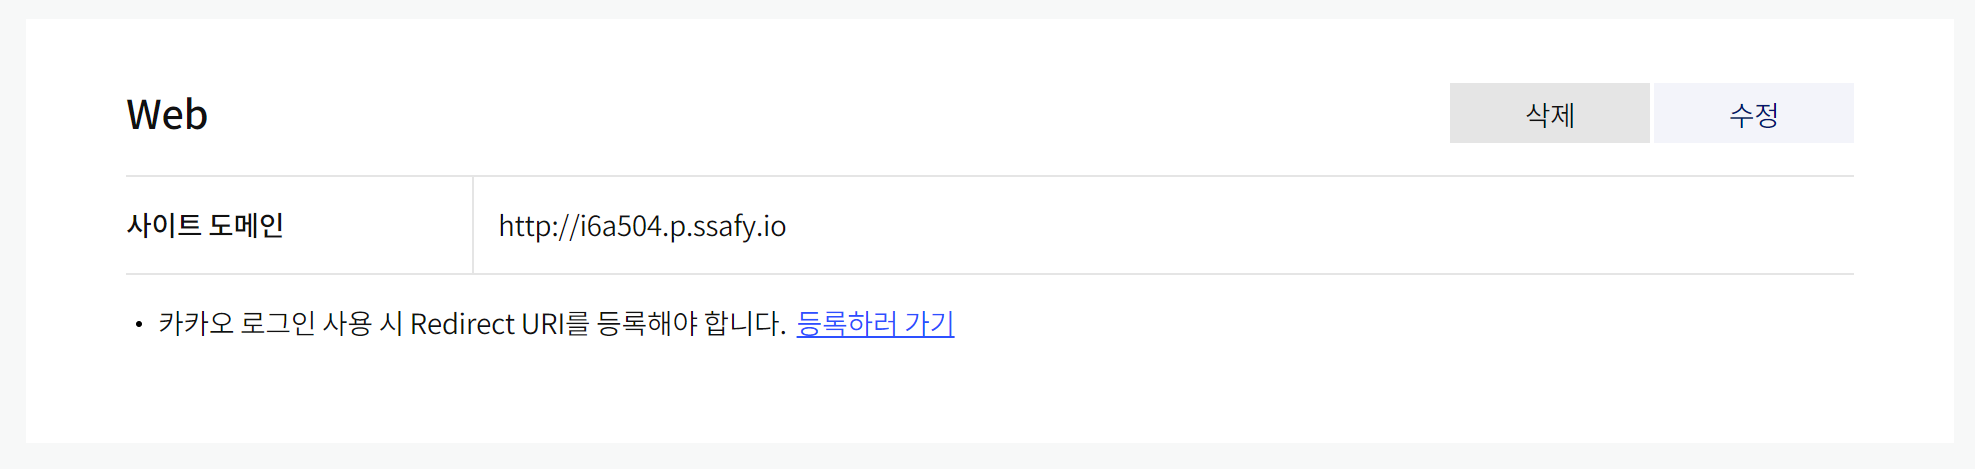 Web
삭제
수정
사이트 도메인
http://i6a504.p.ssafy.io
• 카카오 로그인 사용 시 Redirect URI를 등록해야 합니다. 등록하러 가기